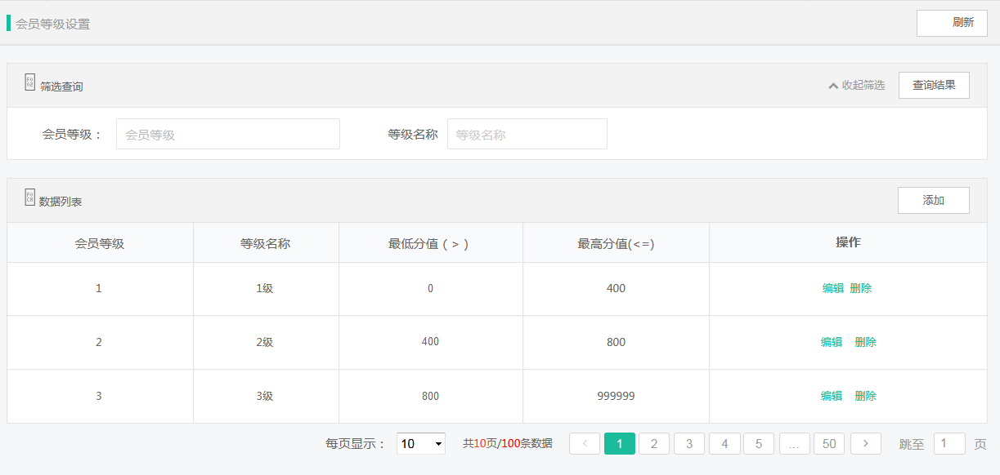 会员等级设置 刷新
筛选查询 收起筛选 查询结果
会员等级： 会员等级 等级名称 等级名称
数据列表 添加
会员等级 等级名称 最低分值（>） 最高分值(<=) 操作
1 1级 0 400 编辑 删除
2 2级 400 800 编辑 删除
3 3级 800 999999 编辑 删除
每页显示： 10 共10页/100条数据 < 1 2 3 4 5 ... 50 > 跳至 1 页